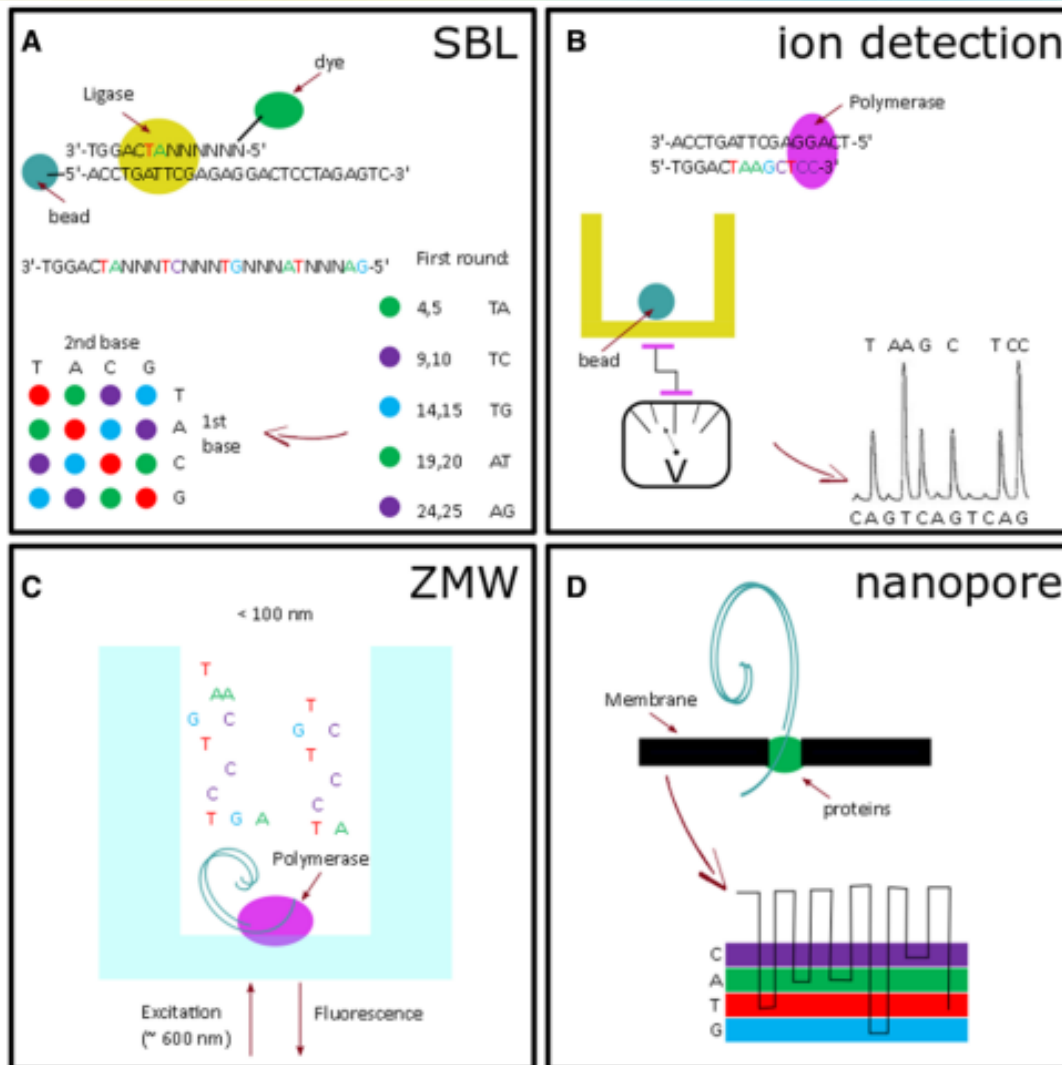 A
SBL
dye
Ligase
3'-TGGACTANNNNNN-5'
5'-ACCTGATTCGAGAGGACTCCTAGAGTC-3'
bead
3'-TGGACTANNNTCNNNTGNNNATNNNAG-5'
First round:
4,5 TA
9,10 TC
14,15 TG
19,20 AT
24,25 AG
2nd base
T A C G
T
A
C
G
1st
base
B
ion detection
Polymerase
3'-ACCTGATTCGAGGACT-5'
5'-TGGACTAAGCTCC-3'
bead
V
T AA G C T CC
C A G T C A G T C A G
C
ZMW
< 100 nm
T
AA
G C
T
C
C
T G A
T
G C
T
C
C
T A
Polymerase
Excitation
(~ 600 nm)
Fluorescence
D
nanopore
Membrane
proteins
C
A
T
G